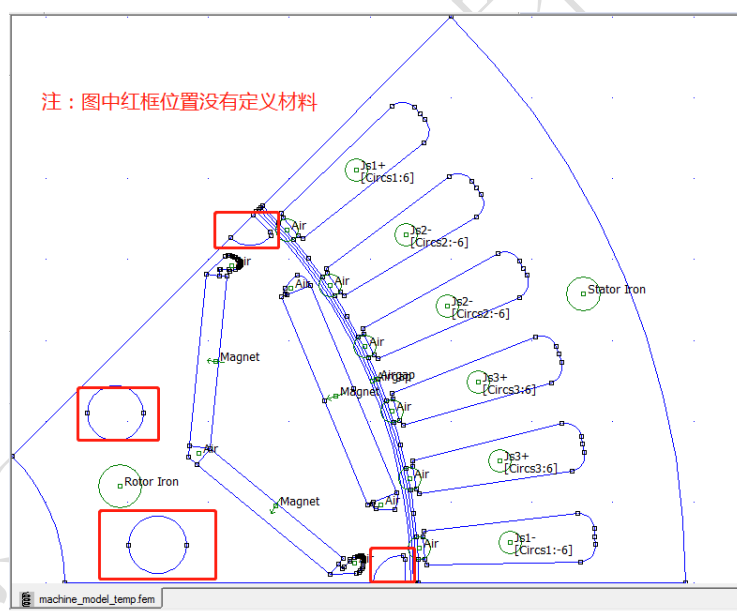 注：图中红框位置没有定义材料
Js1+
[Circs1:6]
Air
Js2-
[Circs2:-6]
Air
Stator Iron
Js2-
[Circs2:-6]
Air
Air
Magnet
Air
Airgap
Js3+
[Circs3:6]
Magnet
Air
Air
Js3+
[Circs3:6]
Air
Rotor Iron
Magnet
Air
Js1-
[Circs1:-6]
Air
machine_model_temp.fem